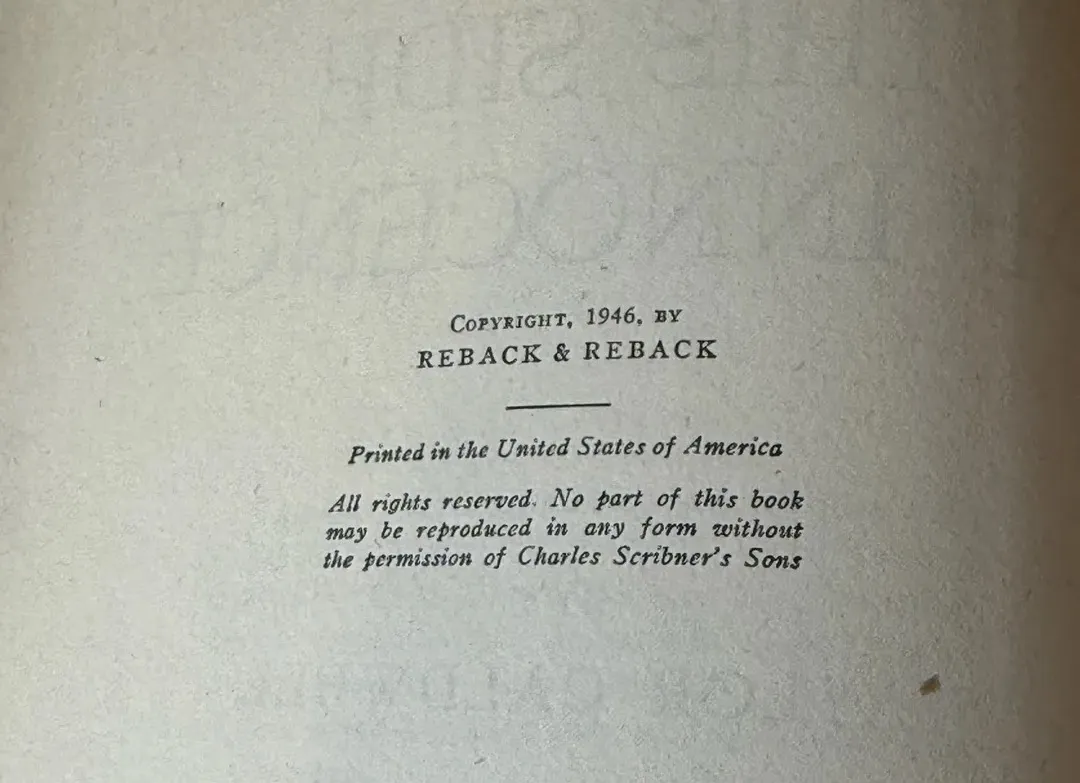 COPYRIGHT, 1946, BY
REBACK & REBACK
Printed in the United States of America
All rights reserved. No part of this book
may be reproduced in any form without
the permission of Charles Scribner's Sons